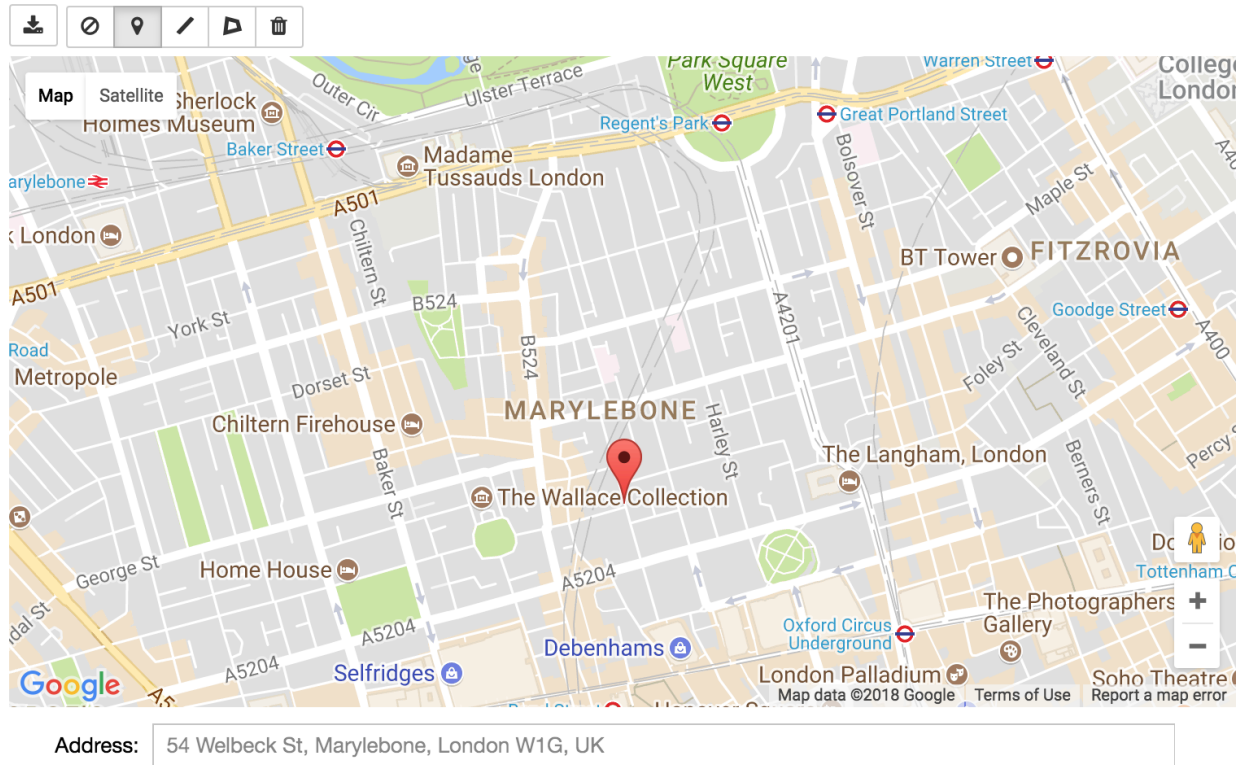 Park Square
West
Warren Street
College
London
Map
Satellite
Sherlock
Holmes Museum
Outer Cir
Ulster Terrace
Regent's Park
Great Portland Street
Baker Street
Madame
Tussauds London
Bolsover St
Maple St
arylebone
A501
London
Chiltern St
BT Tower
FITZROVIA
A501
B524
A4201
Goodge Street
York St
Cleveland St
A400
Road
B524
Foley St
Metropole
Dorset St
MARYLEBONE
Harley St
Chiltern Firehouse
Baker St
The Langham, London
Berners St
Percy
The Wallace Collection
George St
Home House
A5204
Tottenham
The Photographers
Gallery
A5204
Oxford Circus
Underground
Debenhams
A5204
Selfridges
London Palladium
Soho Theatre
Google
Map data ©2018 Google
Terms of Use
Report a map error
Address:
54 Welbeck St, Marylebone, London W1G, UK